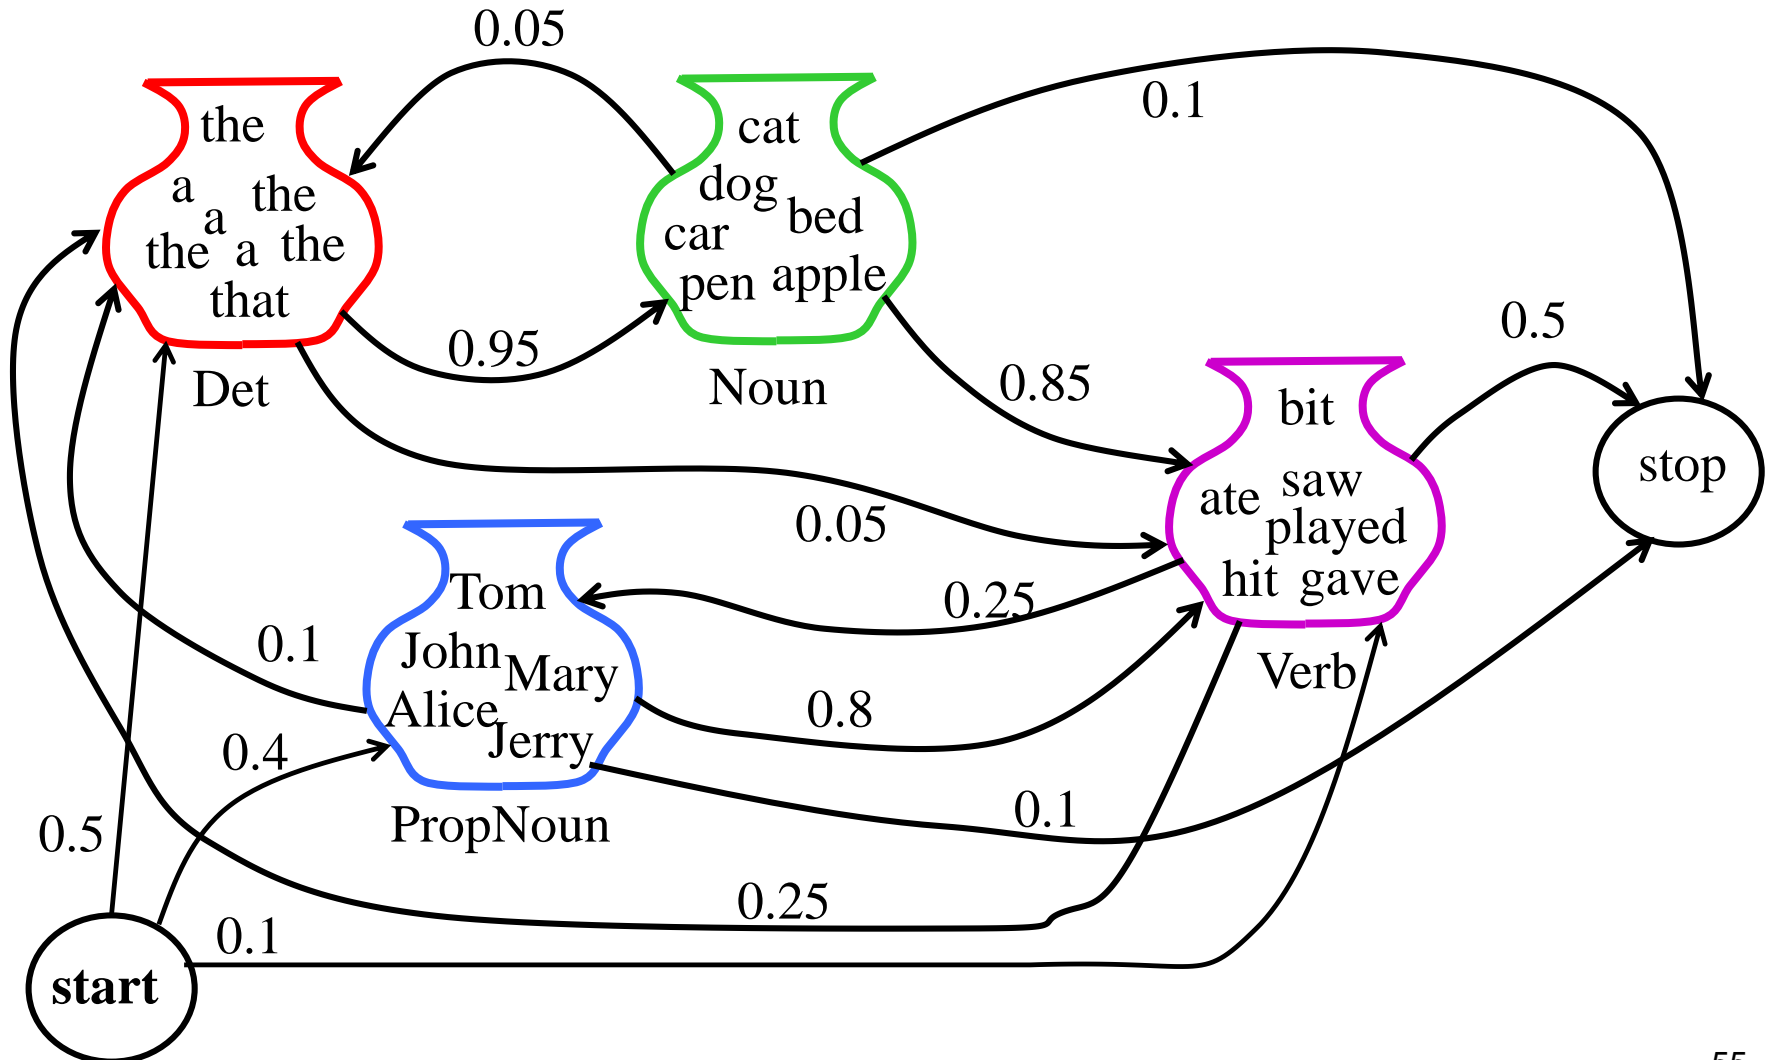 0.05
0.1
the
a the
a
the a the
that
Det
cat
dog
bed
car
pen apple
Noun
0.95
0.85
0.5
bit
saw
ate
played
hit gave
Verb
stop
0.05
0.25
Tom
John
Mary
Alice
Jerry
PropNoun
0.1
0.4
0.8
0.1
0.5
0.25
0.1
start
55